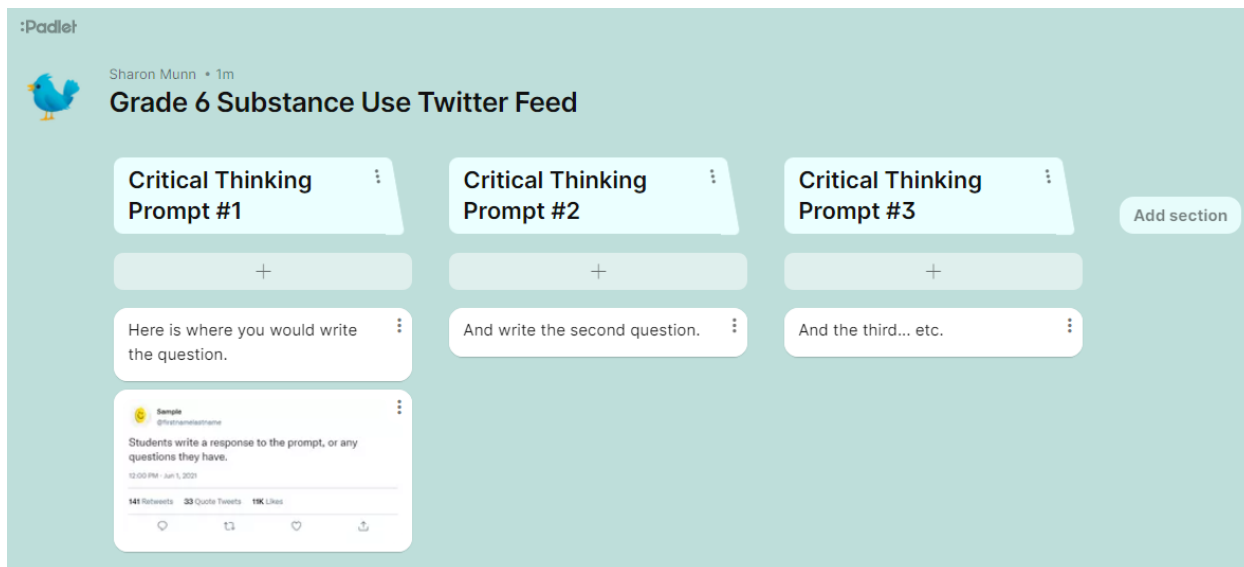 :Padlet
Sharon Munn • 1m
Grade 6 Substance Use Twitter Feed
Critical Thinking
Prompt #1
Critical Thinking
Prompt #2
Critical Thinking
Prompt #3
Add section
Here is where you would write
the question.
And write the second question.
And the third... etc.
Sample
@firstnamelastname
Students write a response to the prompt, or any
questions they have.
12:00 PM · Jun 1, 2021
141 Retweets 33 Quote Tweets 11K Likes